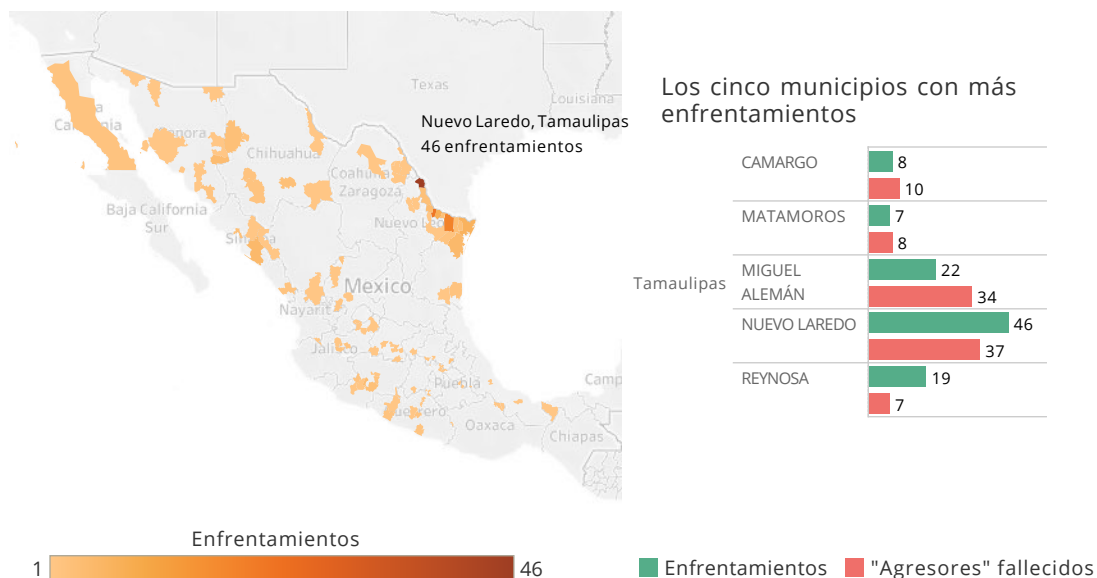 Texas
Louisiana
Nuevo Laredo, Tamaulipas
46 enfrentamientos
Sonora
Chihuahua
Coahuila
Zaragoza
Baja California
Sur
Nuevo León
Sinaloa
Mexico
Nayarit
Jalisco
Puebla
Guerrero
Oaxaca
Camp
Chiapas
Enfrentamientos
1
46
Los cinco municipios con más
enfrentamientos
Tamaulipas
CAMARGO
8
10
MATAMOROS
7
8
MIGUEL
ALEMÁN
22
34
NUEVO LAREDO
46
37
REYNOSA
19
7
Enfrentamientos
"Agresores" fallecidos